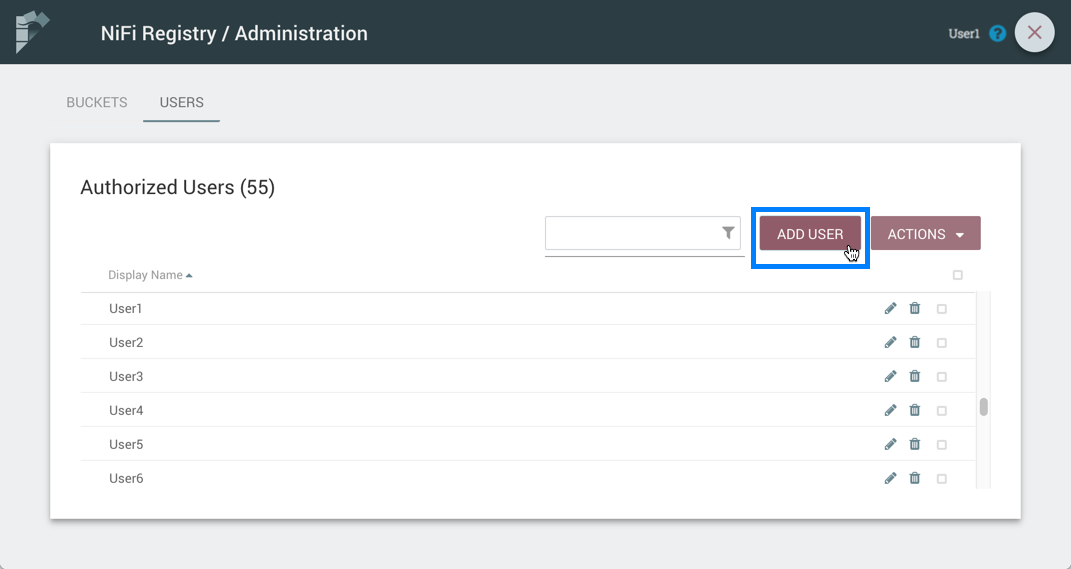 NiFi Registry / Administration
User1
?
BUCKETS
USERS
Authorized Users (55)
ADD USER
ACTIONS
Display Name
User1
User2
User3
User4
User5
User6